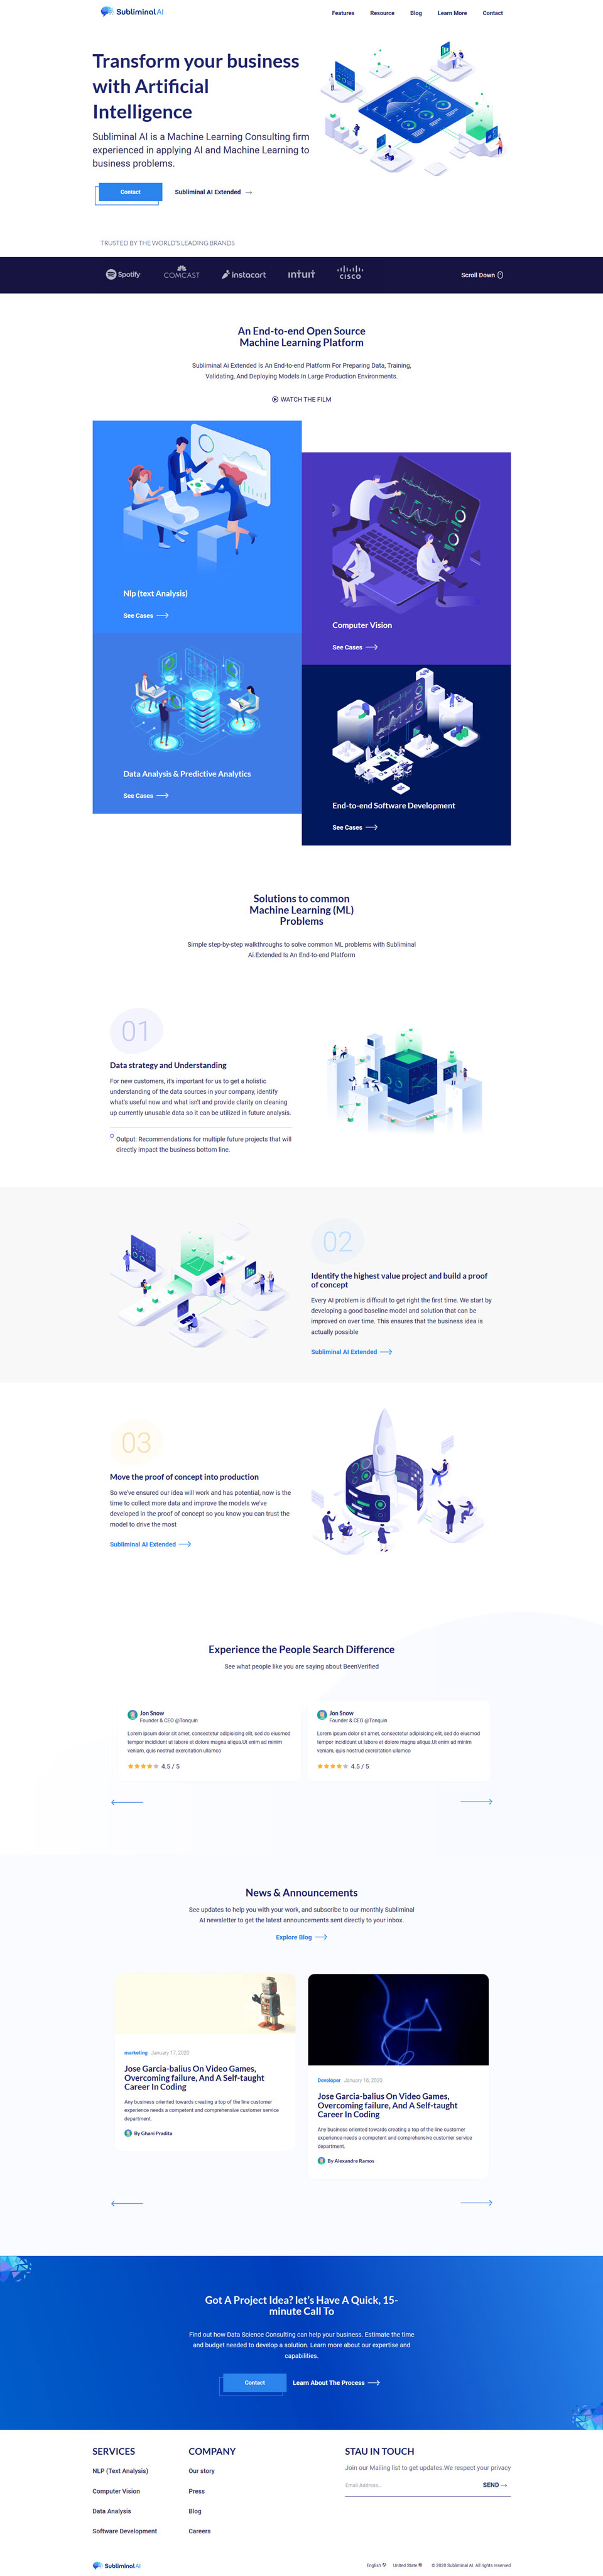 Subliminal AI
Features Resource Blog Learn More Contact
Transform your business
with Artificial
Intelligence
Subliminal AI is a Machine Learning Consulting firm
experienced in applying AI and Machine Learning to
business problems.
Contact
Subliminal AI Extended
TRUSTED BY THE WORLD'S LEADING BRANDS
Spotify COMCAST instacart intuit cisco
Scroll Down
An End-to-end Open Source
Machine Learning Platform
Subliminal Ai Extended Is An End-to-end Platform For Preparing Data, Training,
Validating, And Deploying Models In Large Production Environments.
WATCH THE FILM
Nlp (text Analysis)
See Cases
Computer Vision
See Cases
Data Analysis & Predictive Analytics
See Cases
End-to-end Software Development
See Cases
Solutions to common
Machine Learning (ML)
Problems
Simple step-by-step walkthroughs to solve common ML problems with Subliminal
Ai.Extended Is An End-to-end Platform
01
Data strategy and Understanding
For new customers, it's important for us to get a holistic
understanding of the data sources in your company, identify
what's useful now and what isn't and provide clarity on cleaning
up currently unusable data so it can be utilized in future analysis.
Output: Recommendations for multiple future projects that will
directly impact the business bottom line.
02
Identify the highest value project and build a proof
of concept
Every AI problem is difficult to get right the first time. We start by
developing a good baseline model and solution that can be
improved on over time. This ensures that the business idea is
actually possible
Subliminal AI Extended
03
Move the proof of concept into production
So we've ensured our idea will work and has potential, now is the
time to collect more data and improve the models we've
developed in the proof of concept so you know you can trust the
model to drive the most
Subliminal AI Extended
Experience the People Search Difference
See what people like you are saying about BeenVerified
Jon Snow
Founder & CEO @Tonquin
Lorem ipsum dolor sit amet, consectetur adipisicing elit, sed do eiusmod
tempor incididunt ut labore et dolore magna aliqua.Ut enim ad minim
veniam, quis nostrud exercitation ullamco
4.5 / 5
Jon Snow
Founder & CEO @Tonquin
Lorem ipsum dolor sit amet, consectetur adipisicing elit, sed do eiusmod
tempor incididunt ut labore et dolore magna aliqua.Ut enim ad minim
veniam, quis nostrud exercitation ullamco
4.5 / 5
News & Announcements
See updates to help you with your work, and subscribe to our monthly Subliminal
AI newsletter to get the latest announcements sent directly to your inbox.
Explore Blog
marketing January 17, 2020
Jose Garcia-balius On Video Games,
Overcoming failure, And A Self-taught
Career In Coding
Any business oriented towards creating a top of the line customer
experience needs a competent and comprehensive customer service
department.
By Ghani Pradita
Developer January 16, 2020
Jose Garcia-balius On Video Games,
Overcoming failure, And A Self-taught
Career In Coding
Any business oriented towards creating a top of the line customer
experience needs a competent and comprehensive customer service
department.
By Alexandre Ramos
Got A Project Idea? let's Have A Quick, 15-
minute Call To
Find out how Data Science Consulting can help your business. Estimate the time
and budget needed to develop a solution. Learn more about our expertise and
capabilities.
Contact
Learn About The Process
SERVICES
NLP (Text Analysis)
Computer Vision
Data Analysis
Software Development
COMPANY
Our story
Press
Blog
Careers
STAU IN TOUCH
Join our Mailing list to get updates.We respect your privacy
Email Address...
SEND
Subliminal AI
English United State © 2020 Subliminal AI. All rights reserved